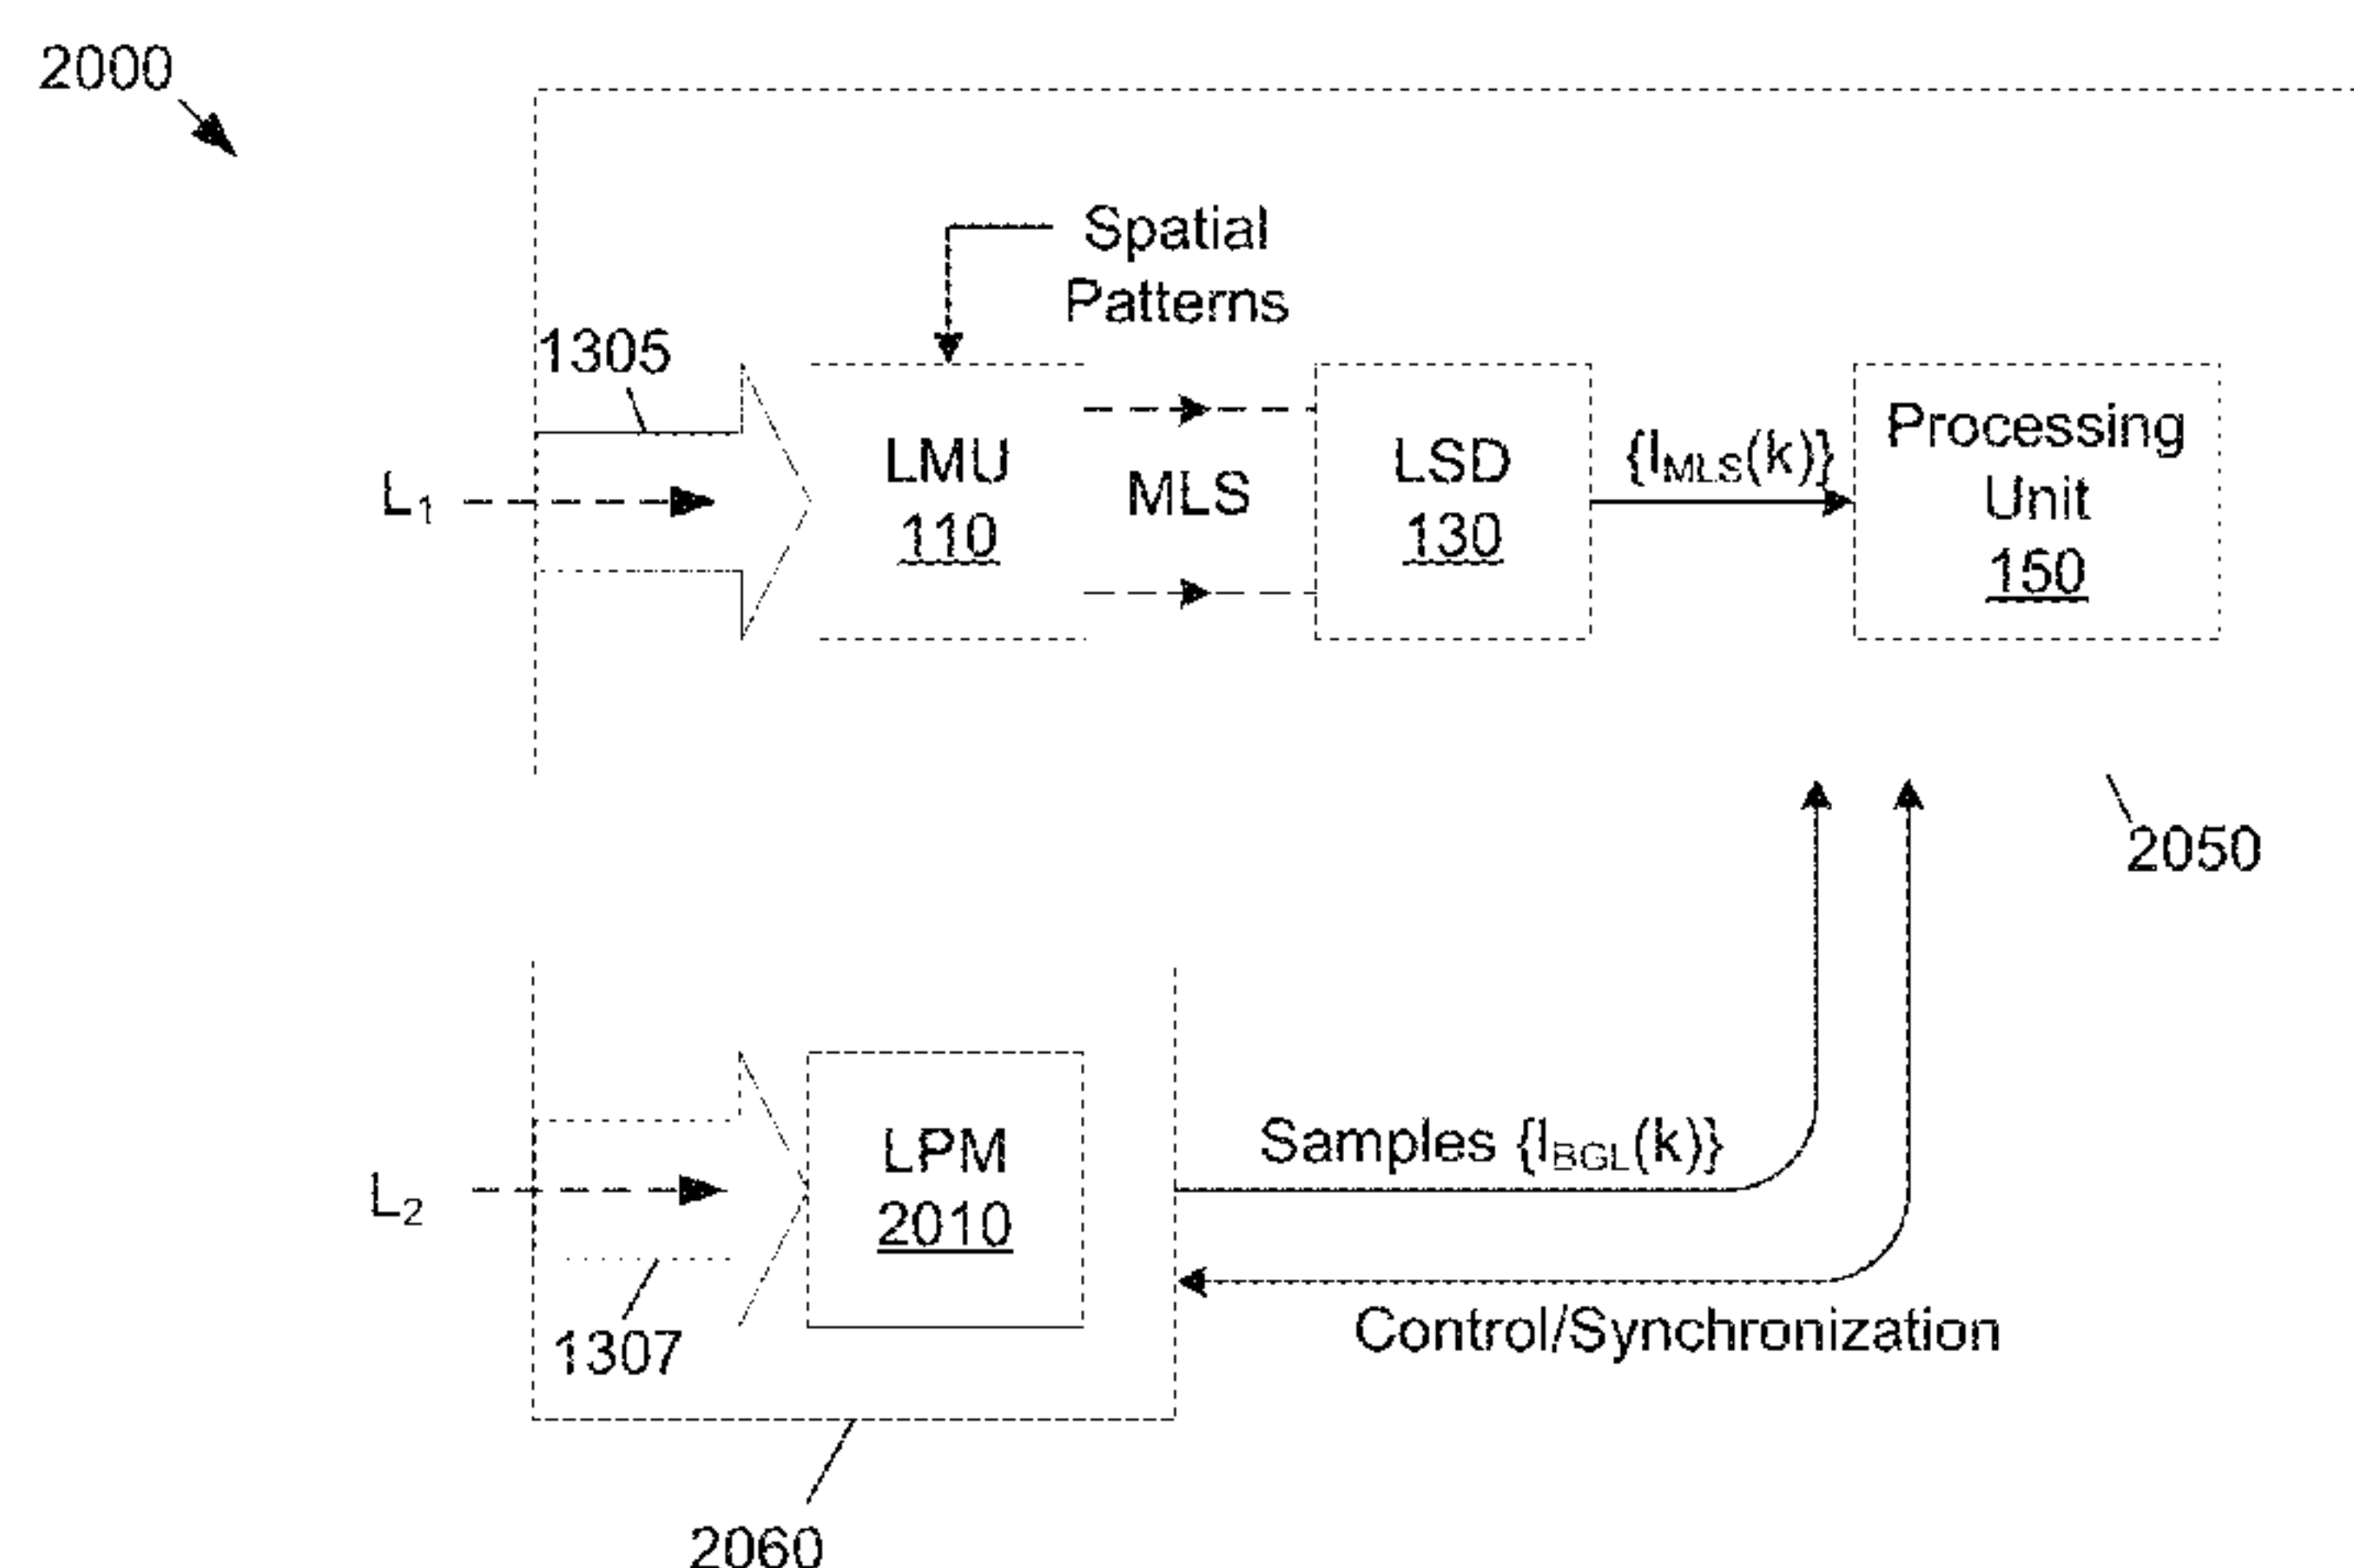 2000
Spatial
Patterns
1305
L1
LMU
110
MLS
LSD
130
{IMLS(k)}
Processing
Unit
150
2050
L2
LPM
2010
Samples {IBGL(k)}
1307
Control/Synchronization
2060